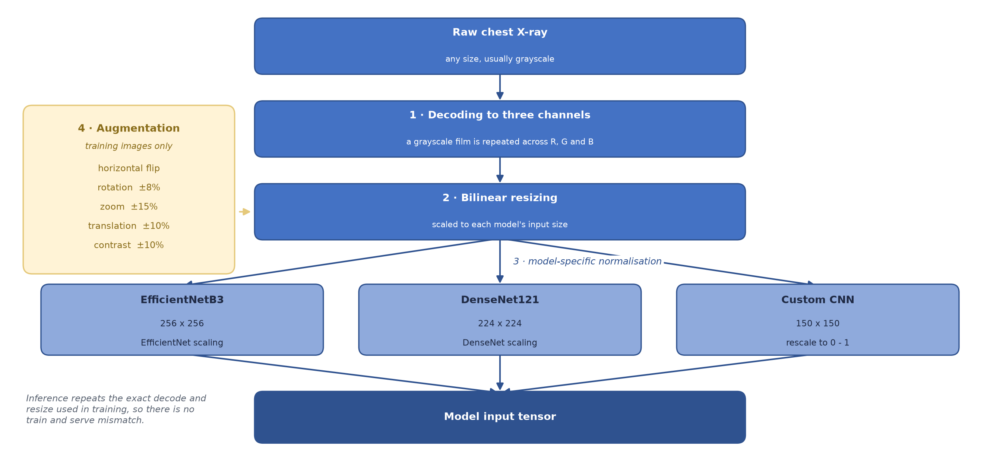 Raw chest X-ray
any size, usually grayscale
1 · Decoding to three channels
a grayscale film is repeated across R, G and B
4 · Augmentation
training images only
horizontal flip
rotation ±8%
zoom ±15%
translation ±10%
contrast ±10%
2 · Bilinear resizing
scaled to each model's input size
3 · model-specific normalisation
EfficientNetB3
256 x 256
EfficientNet scaling
DenseNet121
224 x 224
DenseNet scaling
Custom CNN
150 x 150
rescale to 0 - 1
Inference repeats the exact decode and
resize used in training, so there is no
train and serve mismatch.
Model input tensor